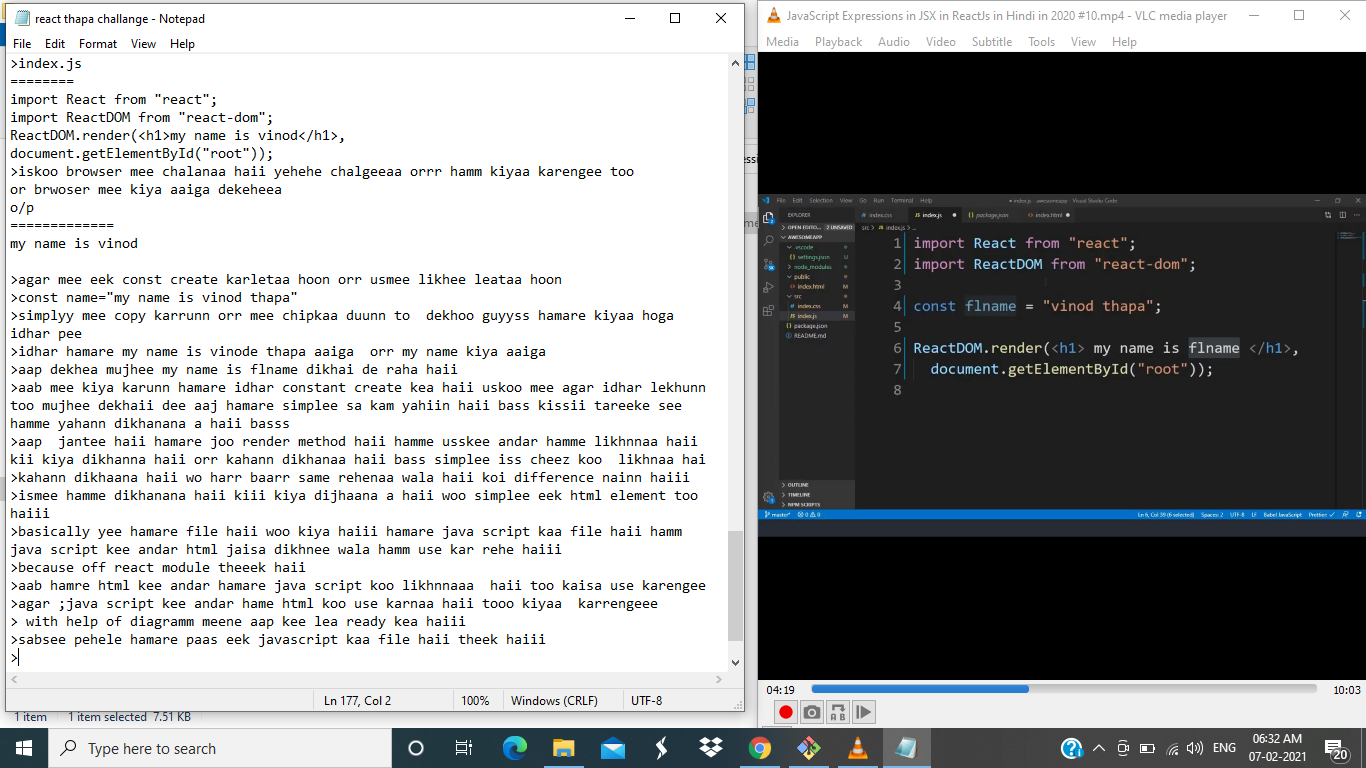 react thapa challange - Notepad
File Edit Format View Help
>index.js
========
import React from "react";
import ReactDOM from "react-dom";
ReactDOM.render(<h1>my name is vinod</h1>,
document.getElementById("root"));
>iskoo browser mee chalanaa haii yehehe chalgeeaa orrr hamm kiyaa karengee too
or brwoser mee kiya aaiga dekeheea
o/p
=============
my name is vinod
>agar mee eek const create karletaa hoon orr usmee likhee leataa hoon
>const name="my name is vinod thapa"
>simplyy mee copy karrunn orr mee chipkaa duunn to  dekhoo guyyss hamare kiyaa hoga
idhar pee
>idhar hamare my name is vinode thapa aaiga  orr my name kiya aaiga
>aap dekhea mujhee my name is flname dikhai de raha haii
>aab mee kiya karunn hamare idhar constant create kea haii uskoo mee agar idhar lekhunn
too mujhee dekhaii dee aaj hamare simplee sa kam yahiin haii bass kissii tareeke see
hamme yahann dikhanana a haii basss
>aap  jantee haii hamare joo render method haii hamme usskee andar hamme likhnnaa haii
kii kiya dikhanna haii orr kahann dikhanaa haii bass simplee iss cheez koo  likhnaa hai
>kahann dikhaana haii wo harr baarr same rehenaa wala haii koi difference nainn haiii
>ismee hamme dikhanana haii kiii kiya dijhaana a haii woo simplee eek html element too
haiii
>basically yee hamare file haii woo kiya haiii hamare java script kaa file haii hamm
java script kee andar html jaisa dikhnee wala hamm use kar rehe haiii
>because off react module theeek haii
>aab hamre html kee andar hamare java script koo likhnnaaa  haii too kaisa use karengee
>agar ;java script kee andar hame html koo use karnaa haii tooo kiyaa  karrengeee
> with help of diagramm meene aap kee lea ready kea haiii
>sabsee pehele hamare paas eek javascript kaa file haii theek haiii
>
Ln 177, Col 2 100% Windows (CRLF) UTF-8
1 item 1 item selected 7.51 KB
JavaScript Expressions in JSX in ReactJs in Hindi in 2020 #10.mp4 - VLC media player
Media Playback Audio Video Subtitle Tools View Help
File Edit Selection View Go Run Terminal Help
index.js - awesomeapp - Visual Studio Code
EXPLORER
OPEN EDITO... 2 UNSAVED
AWESOMEAPP
.vscode
settings.json U
node_modules
public
index.html M
src
index.css M
index.js M
package.json
README.md
OUTLINE
TIMELINE
NPM SCRIPTS
index.css index.js package.json index.html
src > index.js > ...
1 import React from "react";
2 import ReactDOM from "react-dom";
3
4 const flname = "vinod thapa";
5
6 ReactDOM.render(<h1> my name is flname </h1>,
7 document.getElementById("root"));
8
master* 0 0 Ln 6, Col 39 (6 selected) Spaces: 2 UTF-8 LF Babel JavaScript Prettier
04:19 10:03
Type here to search
ENG
06:32 AM
07-02-2021
20